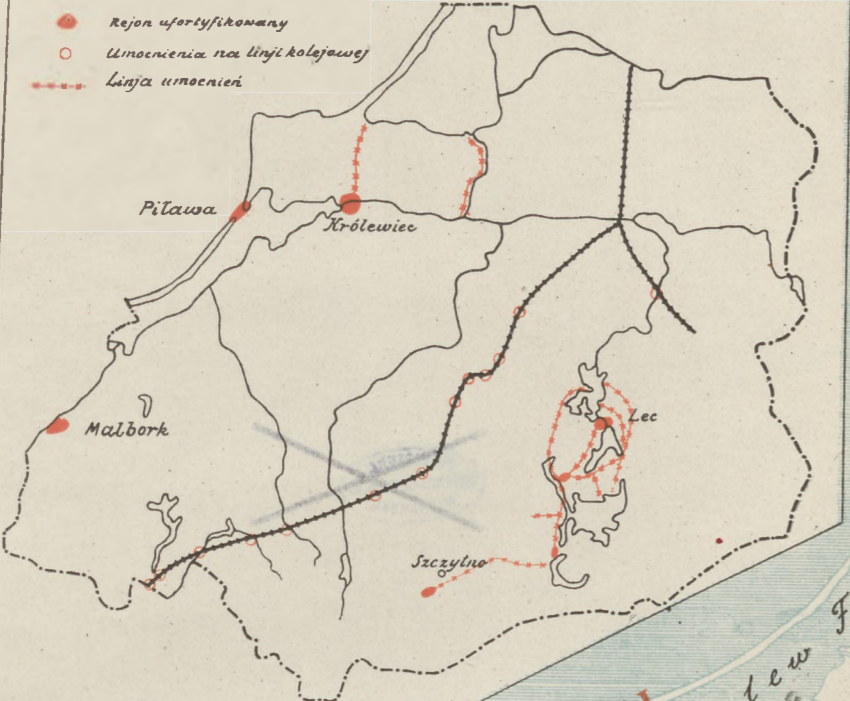 Rejon ufortyfikowany
Umocnienia na linji kolejowej
Linja umocnień
Piława
Królewiec
Malbork
Lec
Szczytno
lew
F